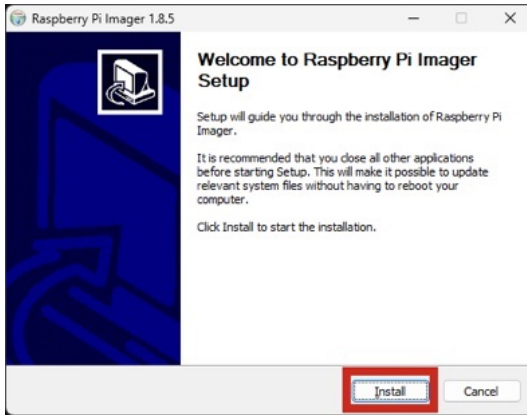 Raspberry Pi Imager 1.8.5
Welcome to Raspberry Pi Imager
Setup
Setup will guide you through the installation of Raspberry Pi
Imager.
It is recommended that you close all other applications
before starting Setup. This will make it possible to update
relevant system files without having to reboot your
computer.
Click Install to start the installation.
Install
Cancel